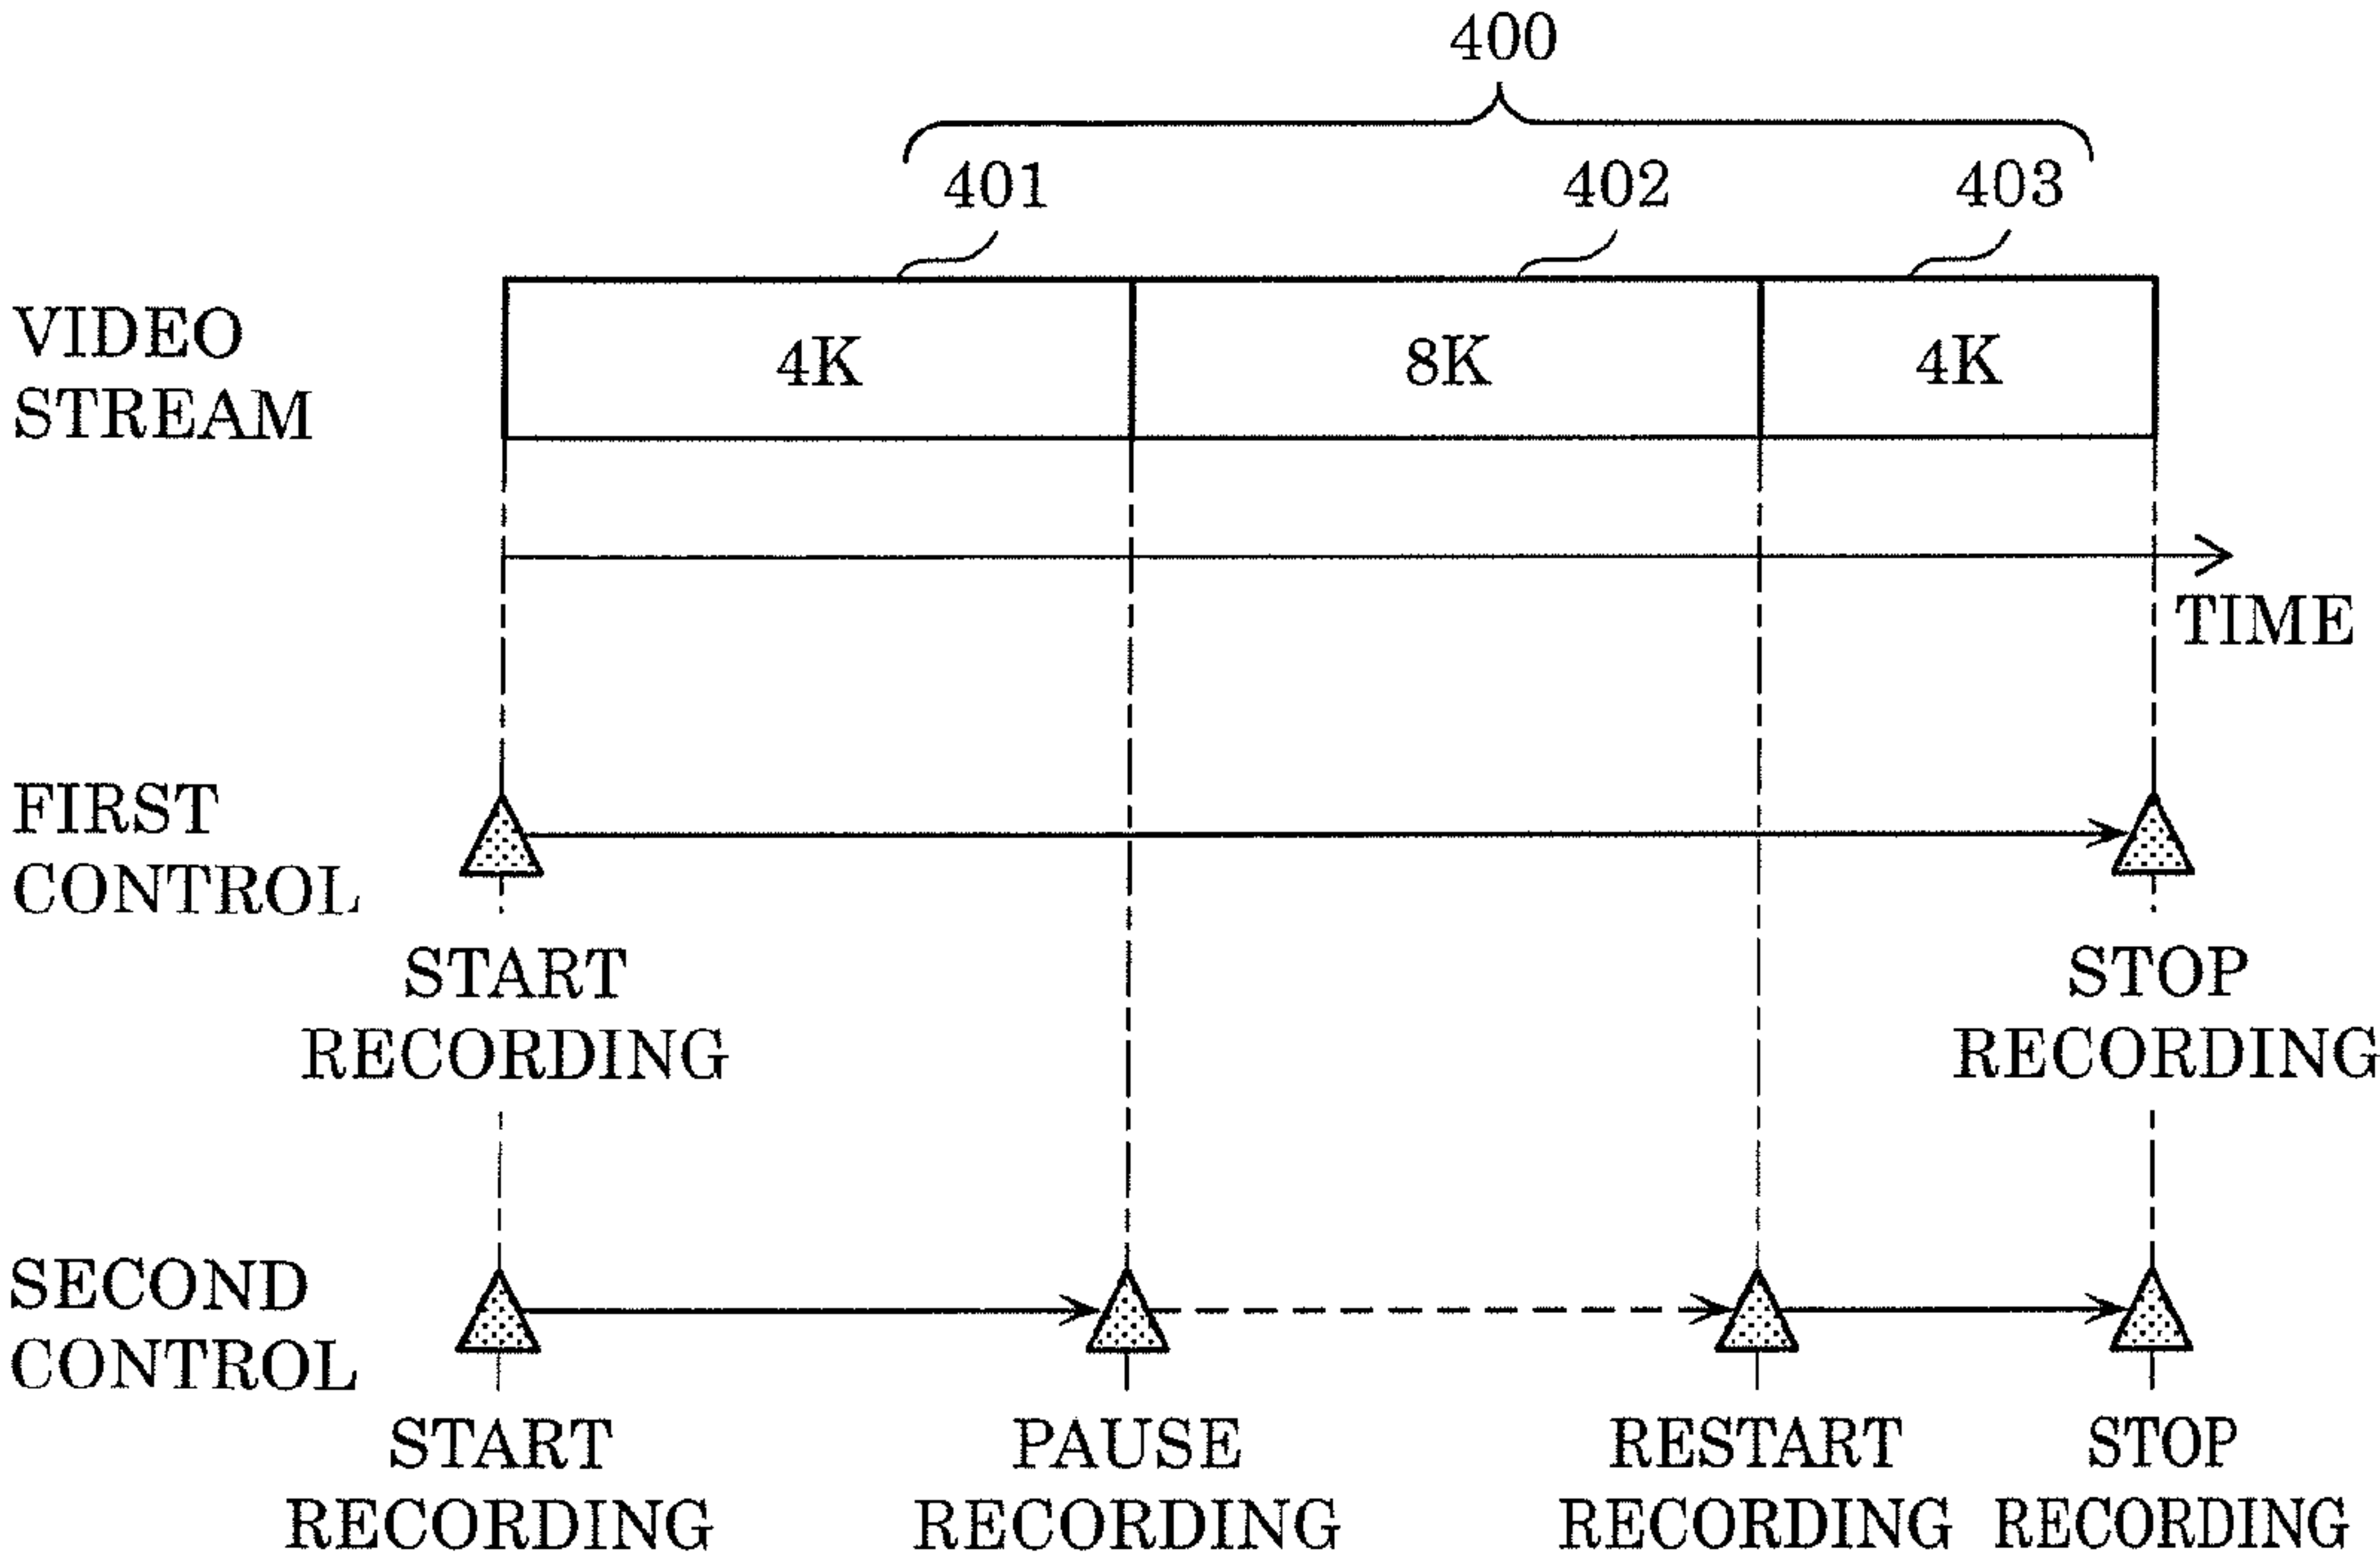 400
401 402 403
VIDEO
STREAM
4K 8K 4K
TIME
FIRST
CONTROL
START
RECORDING
STOP
RECORDING
SECOND
CONTROL
START
RECORDING
PAUSE
RECORDING
RESTART
RECORDING
STOP
RECORDING